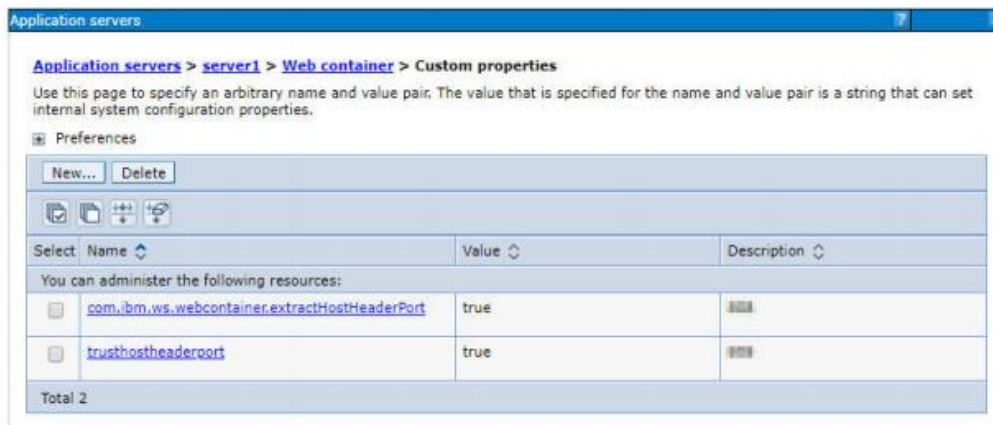 Application servers ?
Application servers > server1 > Web container > Custom properties
Use this page to specify an arbitrary name and value pair. The value that is specified for the name and value pair is a string that can set
internal system configuration properties.
Preferences
New... Delete
Select Name Value Description
You can administer the following resources:
com.ibm.ws.webcontainer.extractHostHeaderPort true
trusthostheaderport true
Total 2